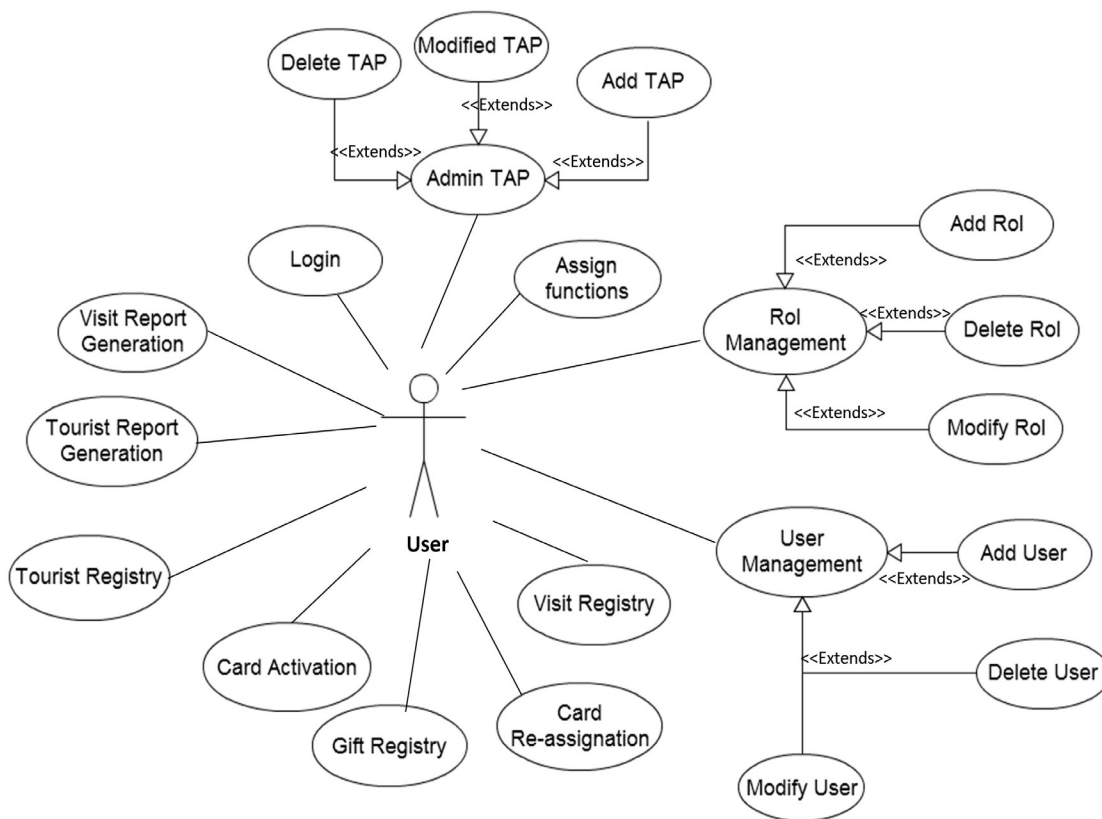 Modified TAP
Delete TAP
Add TAP
<<Extends>>
<<Extends>>
<<Extends>>
Admin TAP
Add Rol
Login
Assign
functions
<<Extends>>
Visit Report
Generation
Rol
Management
<<Extends>>
Delete Rol
<<Extends>>
Modify Rol
Tourist Report
Generation
User
User
Management
Add User
<<Extends>>
Tourist Registry
Visit Registry
<<Extends>>
Delete User
Card Activation
Gift Registry
Card
Re-assignation
Modify User